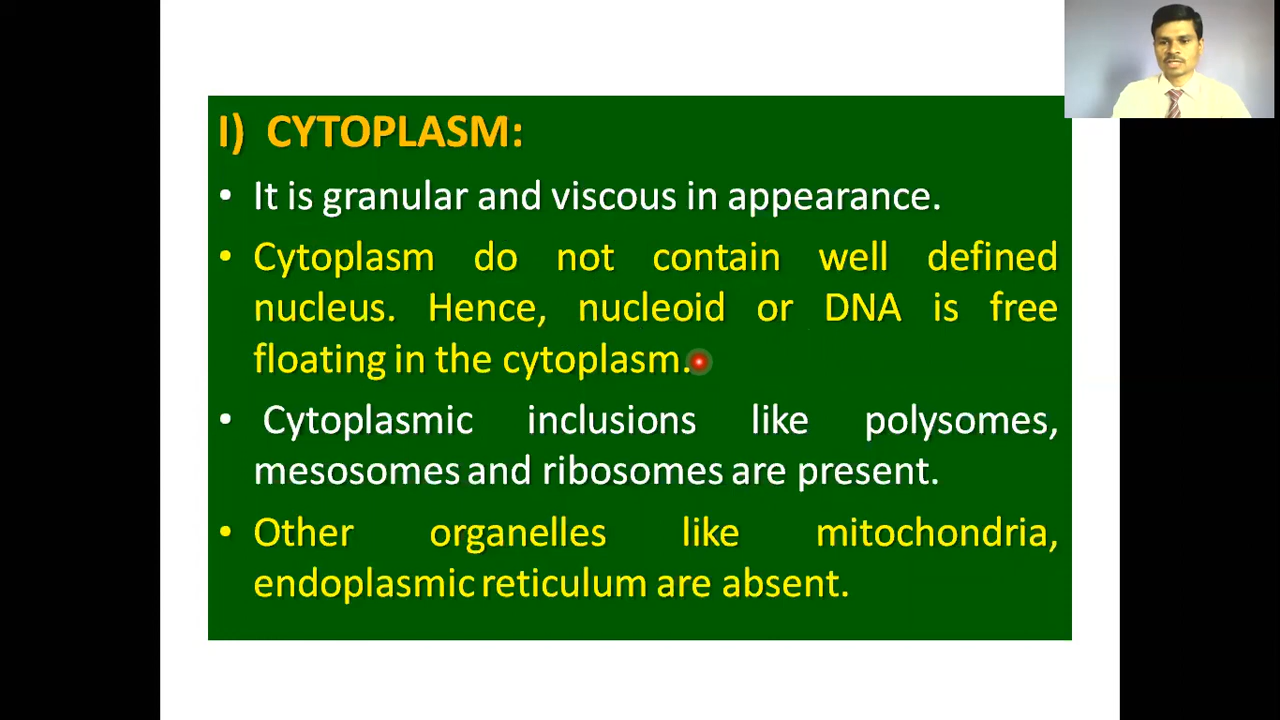 I) CYTOPLASM:
• It is granular and viscous in appearance.
• Cytoplasm do not contain well defined
nucleus. Hence, nucleoid or DNA is free
floating in the cytoplasm.
• Cytoplasmic inclusions like polysomes,
mesosomes and ribosomes are present.
• Other organelles like mitochondria,
endoplasmic reticulum are absent.